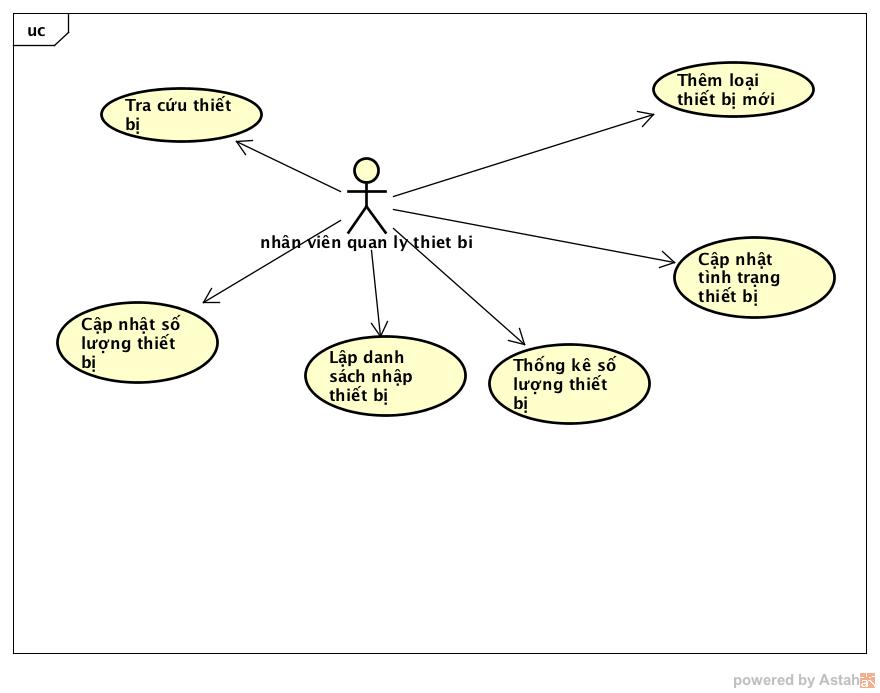 uc
Tra cứu thiết
bị
Thêm loại
thiết bị mới
nhân viên quan ly thiet bi
Cập nhật
tình trạng
thiết bị
Cập nhật số
lượng thiết
bị
Lập danh
sách nhập
thiết bị
Thống kê số
lượng thiết
bị
powered by Astah